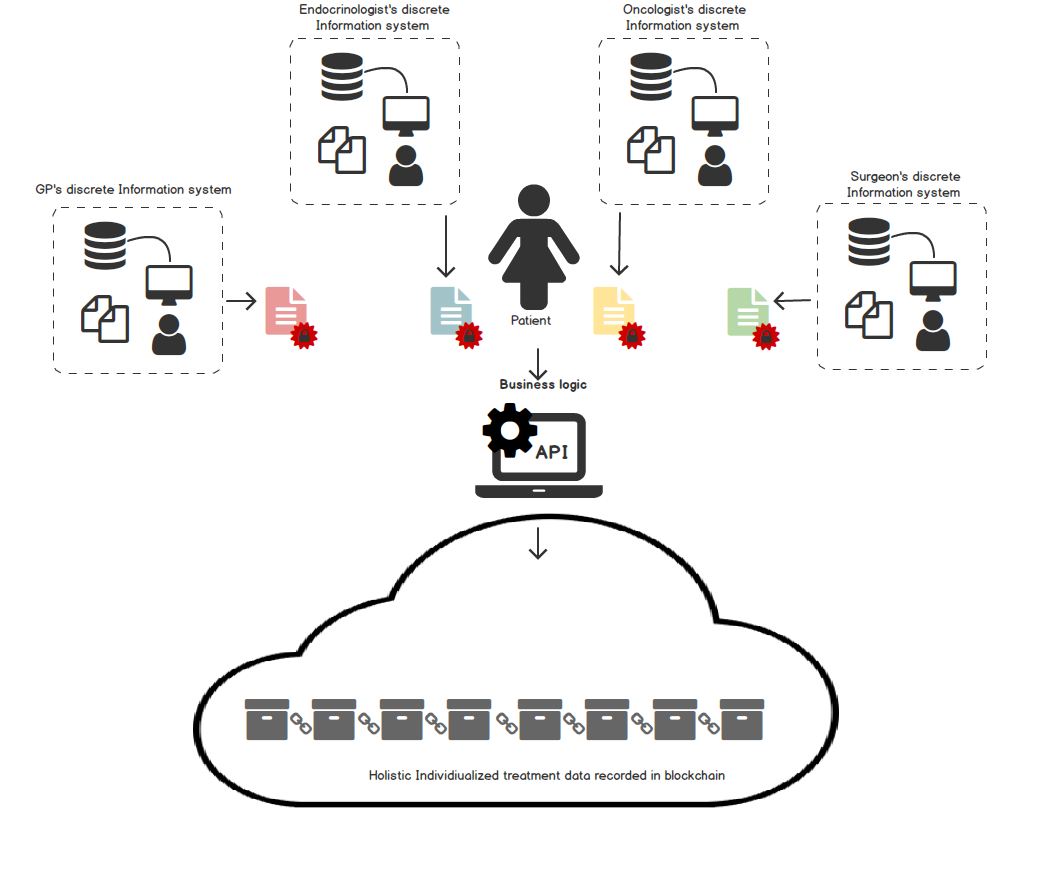 Endocrinologist's discrete
Information system
Oncologist's discrete
Information system
GP's discrete Information system
Surgeon's discrete
Information system
Patient
Business logic
API
Holistic Individiualized treatment data recorded in blockchain